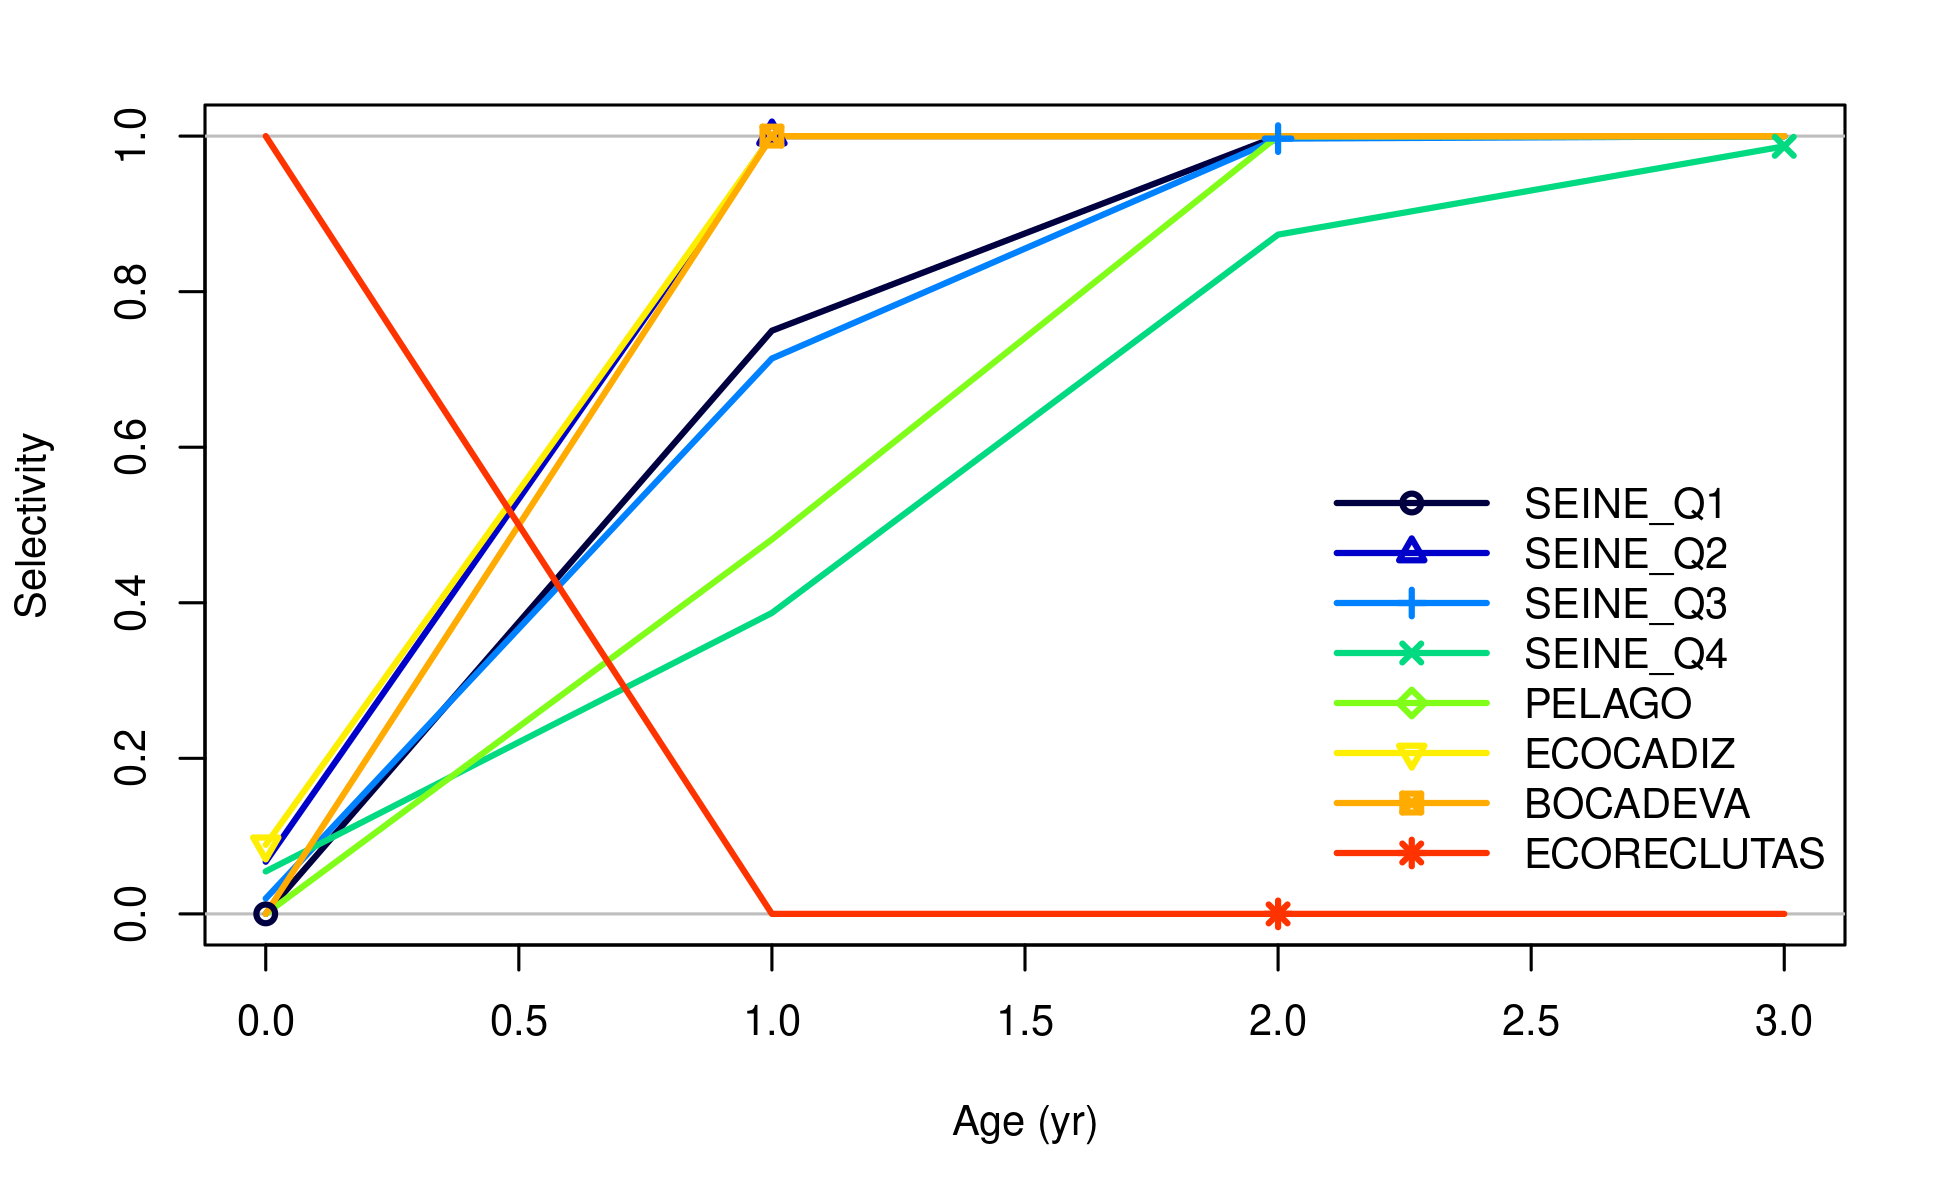 Selectivity
1.0
0.8
0.6
0.4
0.2
0.0
SEINE_Q1
SEINE_Q2
SEINE_Q3
SEINE_Q4
PELAGO
ECOCADIZ
BOCADEVA
ECORECLUTAS
0.0 0.5 1.0 1.5 2.0 2.5 3.0
Age (yr)